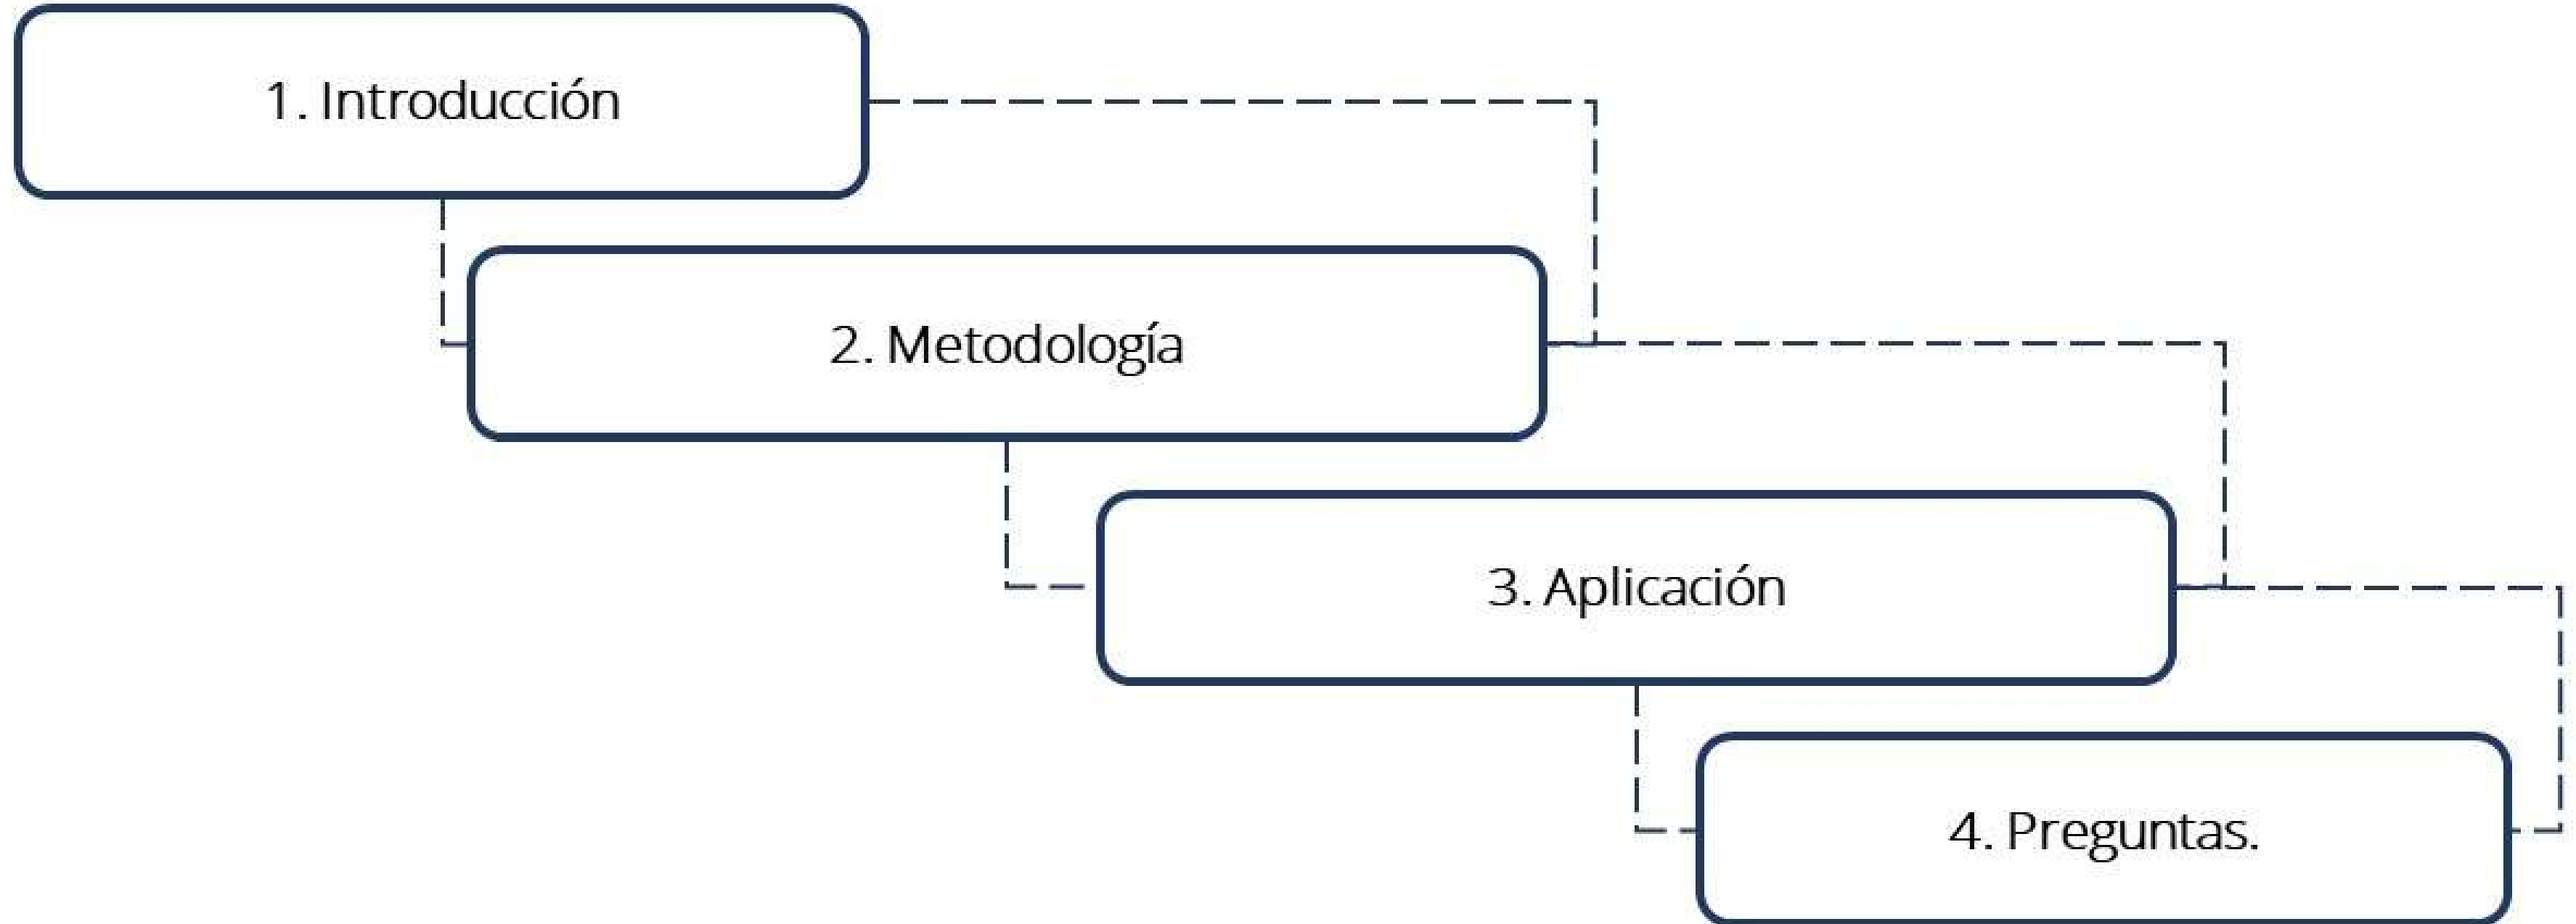 1. Introducción
2. Metodología
3. Aplicación
4. Preguntas.